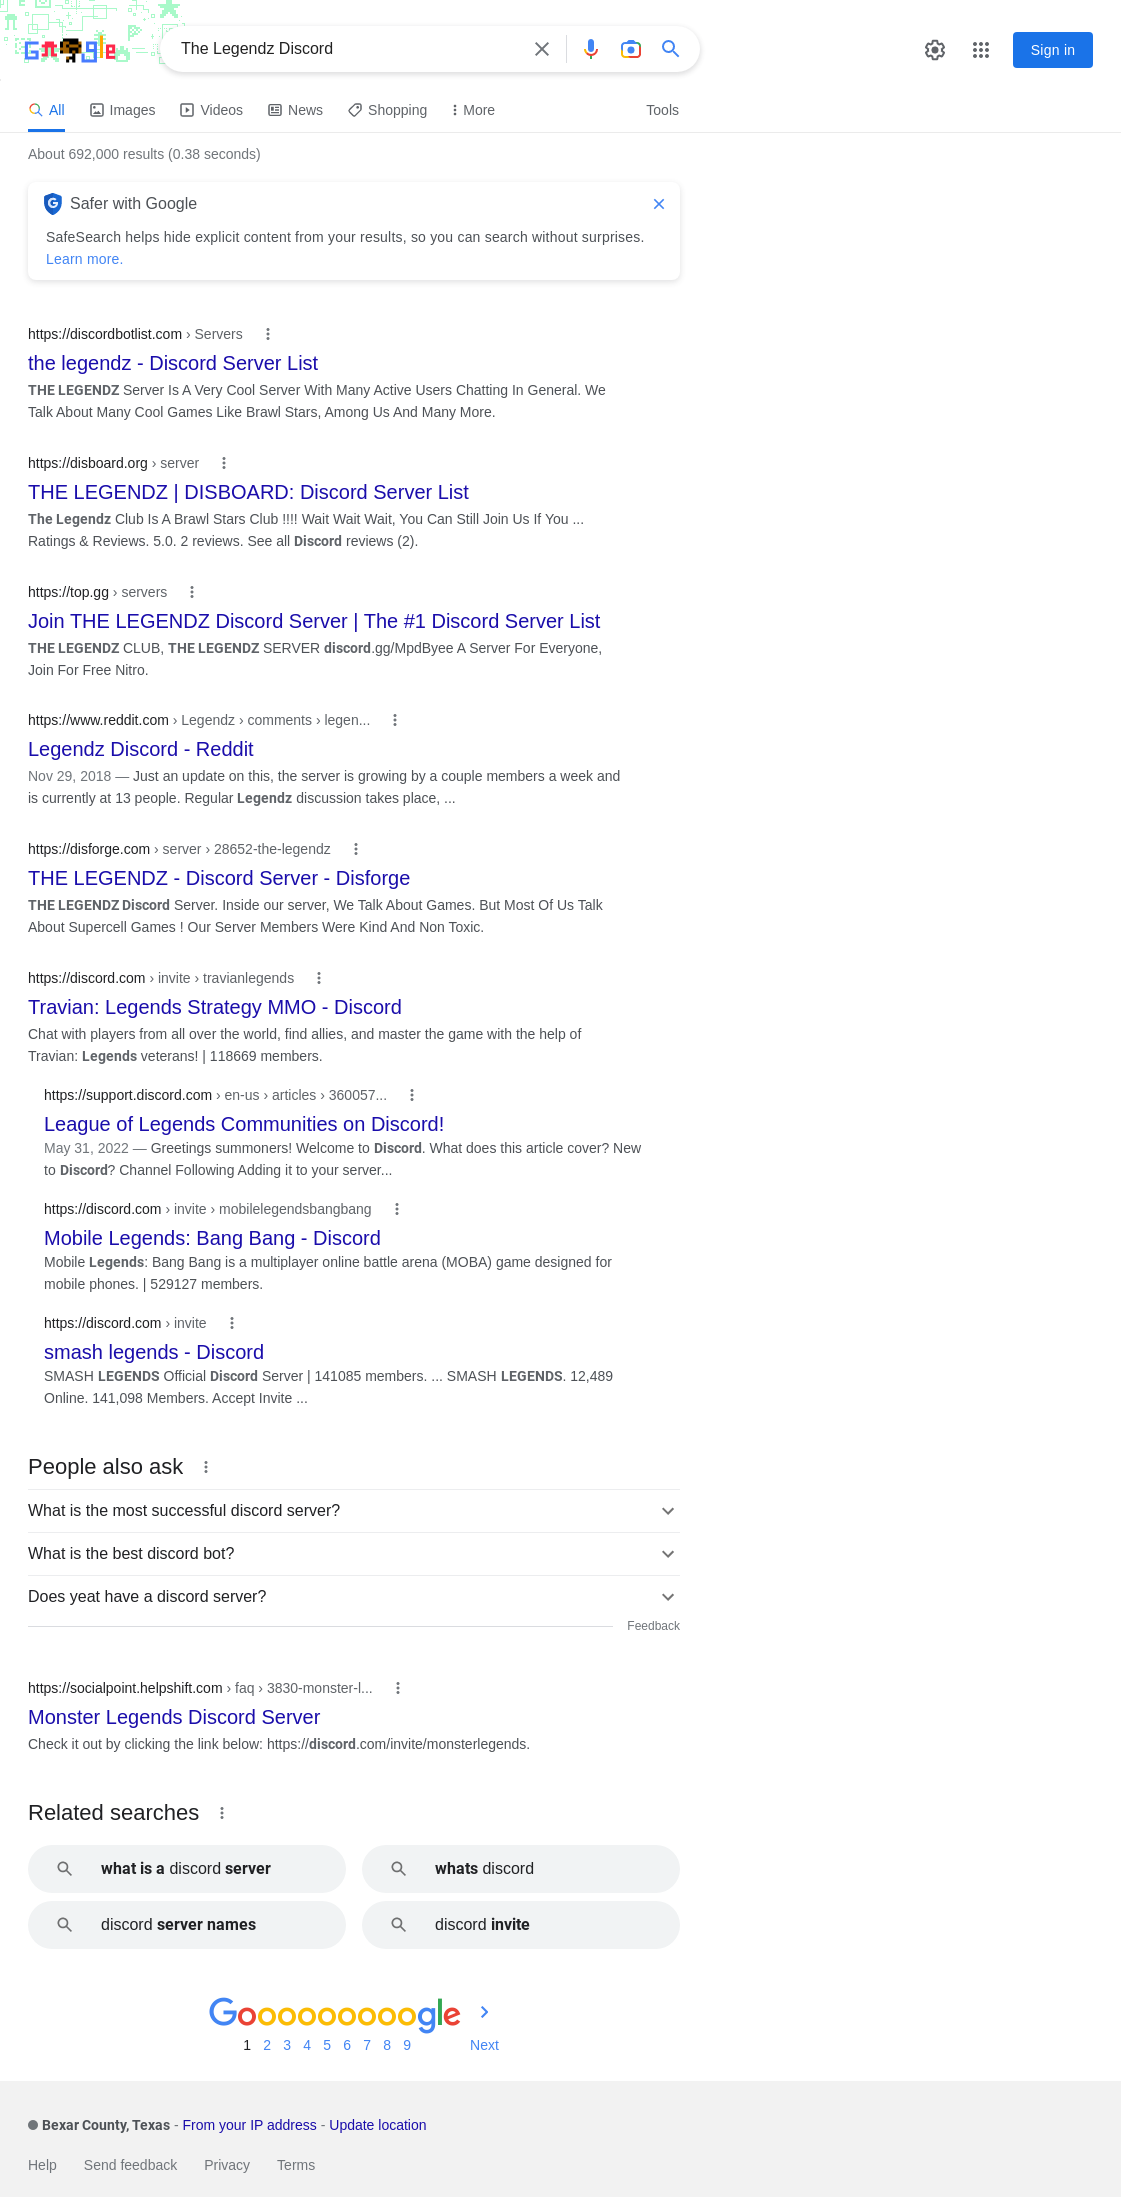 Google
The Legendz Discord
Sign in
All Images Videos News Shopping More Tools
About 692,000 results (0.38 seconds)
Safer with Google
SafeSearch helps hide explicit content from your results, so you can search without surprises.
Learn more.
https://discordbotlist.com › Servers
the legendz - Discord Server List
THE LEGENDZ Server Is A Very Cool Server With Many Active Users Chatting In General. We
Talk About Many Cool Games Like Brawl Stars, Among Us And Many More.
https://disboard.org › server
THE LEGENDZ | DISBOARD: Discord Server List
The Legendz Club Is A Brawl Stars Club !!!! Wait Wait Wait, You Can Still Join Us If You ...
Ratings & Reviews. 5.0. 2 reviews. See all Discord reviews (2).
https://top.gg › servers
Join THE LEGENDZ Discord Server | The #1 Discord Server List
THE LEGENDZ CLUB, THE LEGENDZ SERVER discord.gg/MpdByee A Server For Everyone,
Join For Free Nitro.
https://www.reddit.com › Legendz › comments › legen...
Legendz Discord - Reddit
Nov 29, 2018 — Just an update on this, the server is growing by a couple members a week and
is currently at 13 people. Regular Legendz discussion takes place, ...
https://disforge.com › server › 28652-the-legendz
THE LEGENDZ - Discord Server - Disforge
THE LEGENDZ Discord Server. Inside our server, We Talk About Games. But Most Of Us Talk
About Supercell Games ! Our Server Members Were Kind And Non Toxic.
https://discord.com › invite › travianlegends
Travian: Legends Strategy MMO - Discord
Chat with players from all over the world, find allies, and master the game with the help of
Travian: Legends veterans! | 118669 members.
https://support.discord.com › en-us › articles › 360057...
League of Legends Communities on Discord!
May 31, 2022 — Greetings summoners! Welcome to Discord. What does this article cover? New
to Discord? Channel Following Adding it to your server...
https://discord.com › invite › mobilelegendsbangbang
Mobile Legends: Bang Bang - Discord
Mobile Legends: Bang Bang is a multiplayer online battle arena (MOBA) game designed for
mobile phones. | 529127 members.
https://discord.com › invite
smash legends - Discord
SMASH LEGENDS Official Discord Server | 141085 members. ... SMASH LEGENDS. 12,489
Online. 141,098 Members. Accept Invite ...
People also ask
What is the most successful discord server?
What is the best discord bot?
Does yeat have a discord server?
Feedback
https://socialpoint.helpshift.com › faq › 3830-monster-l...
Monster Legends Discord Server
Check it out by clicking the link below: https://discord.com/invite/monsterlegends.
Related searches
what is a discord server
whats discord
discord server names
discord invite
Goooooooooogle
1 2 3 4 5 6 7 8 9 Next
Bexar County, Texas - From your IP address - Update location
Help Send feedback Privacy Terms